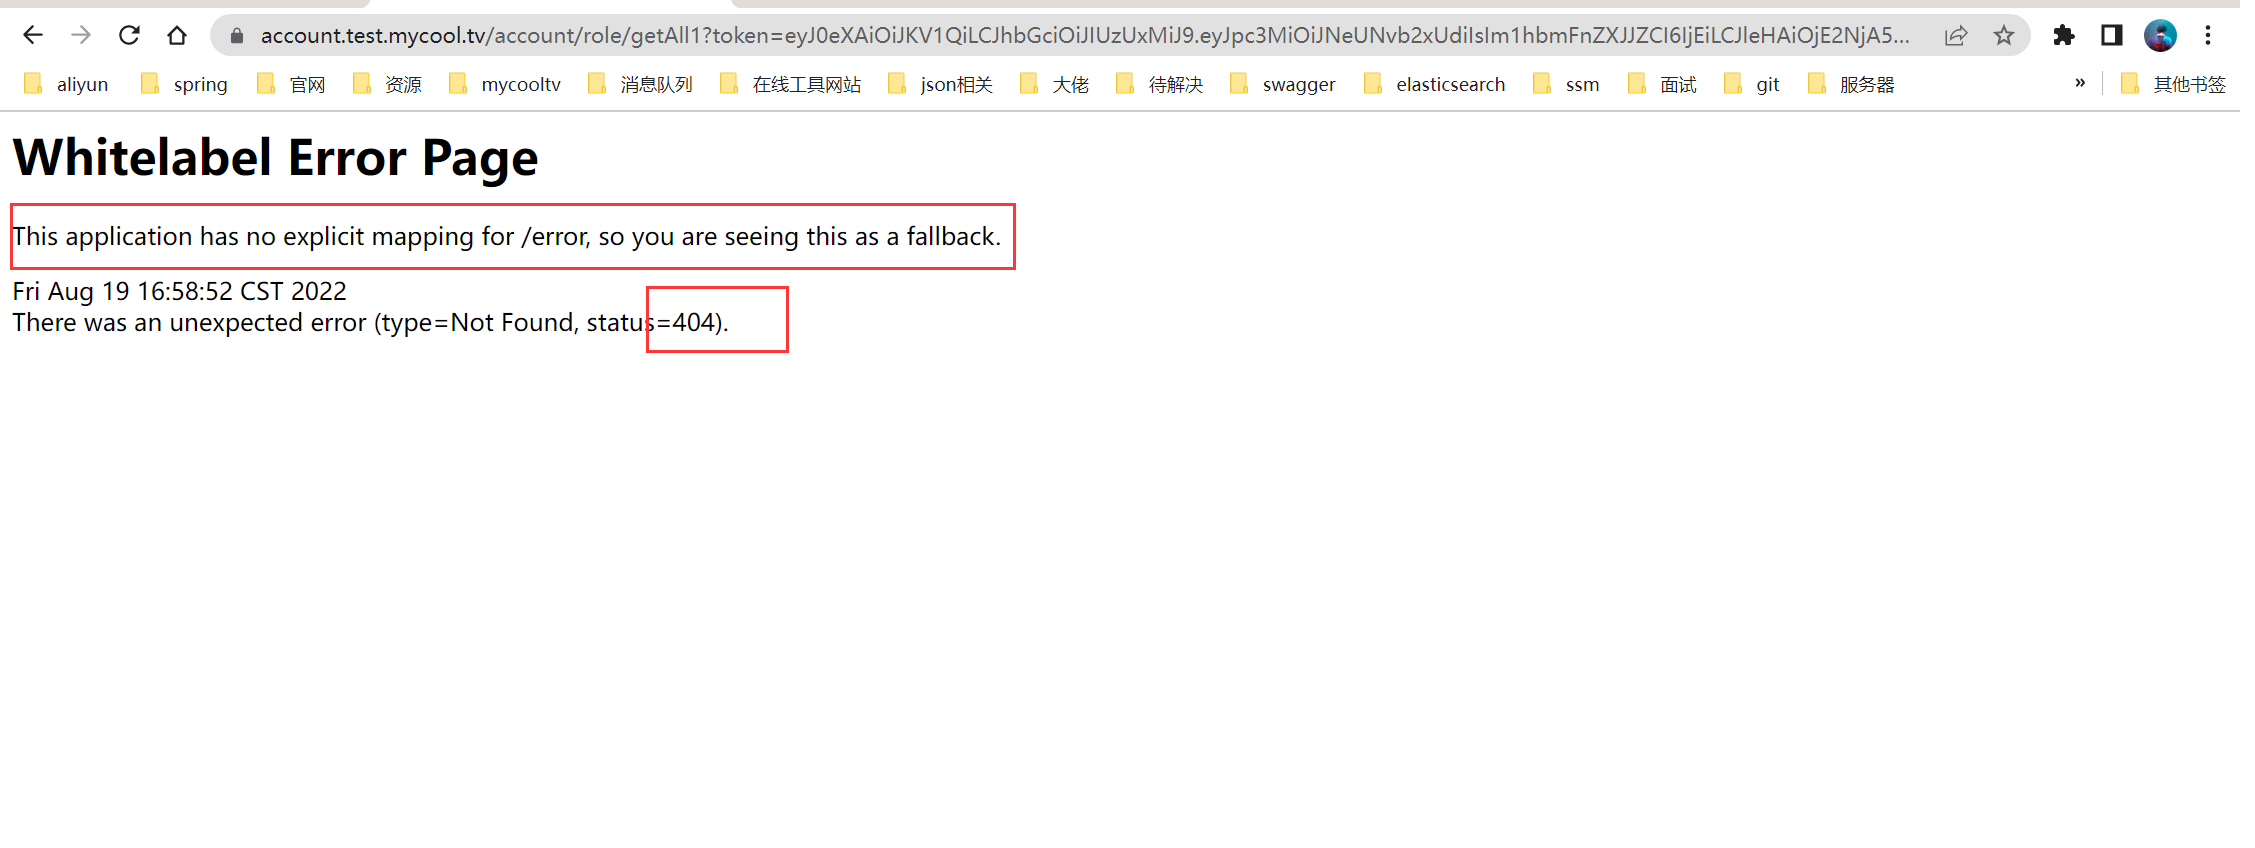 account.test.mycool.tv/account/role/getAll1?token=eyJ0eXAiOiJKV1QiLCJhbGciOiJIUzUxMiJ9.eyJpc3MiOiJNeUNvb2xUdiIsIm1hbmFnZXJJZCI6IjEiLCJleHAiOjE2NjA5...
aliyun spring 官网 资源 mycooltv 消息队列 在线工具网站 json相关 大佬 待解决 swagger elasticsearch ssm 面试 git 服务器 » 其他书签
Whitelabel Error Page
This application has no explicit mapping for /error, so you are seeing this as a fallback.
Fri Aug 19 16:58:52 CST 2022
There was an unexpected error (type=Not Found, status=404).